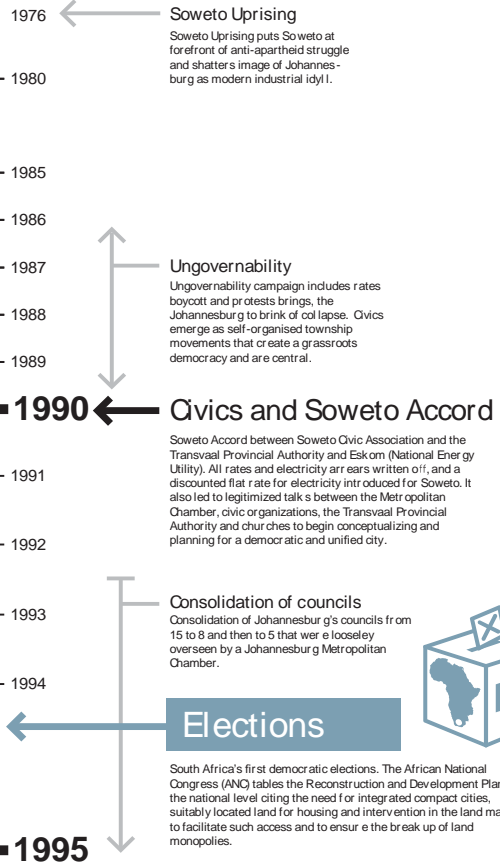 1976
Soweto Uprising
Soweto Uprising puts Soweto at
forefront of anti-apartheid struggle
and shatters image of Johannes-
burg as modern industrial idyll.
1980
1985
1986
1987
Ungovernability
Ungovernability campaign includes rates
boycott and protests brings, the
Johannesburg to brink of collapse. Civics
emerge as self-organised township
movements that create a grassroots
democracy and are central.
1988
1989
1990
Civics and Soweto Accord
Soweto Accord between Soweto Civic Association and the
Transvaal Provincial Authority and Eskom (National Energy
Utility). All rates and electricity arrears written off, and a
discounted flat rate for electricity introduced for Soweto. It
also led to legitimized talks between the Metropolitan
Chamber, civic organizations, the Transvaal Provincial
Authority and churches to begin conceptualizing and
planning for a democratic and unified city.
1991
1992
Consolidation of councils
Consolidation of Johannesburg's councils from
15 to 8 and then to 5 that were looseley
overseen by a Johannesburg Metropolitan
Chamber.
1993
1994
Elections
South Africa's first democratic elections. The African National
Congress (ANC) tables the Reconstruction and Development
the national level citing the need for integrated compact cities,
suitably located land for housing and intervention in the land
to facilitate such access and to ensure the break up of land
monopolies.
1995